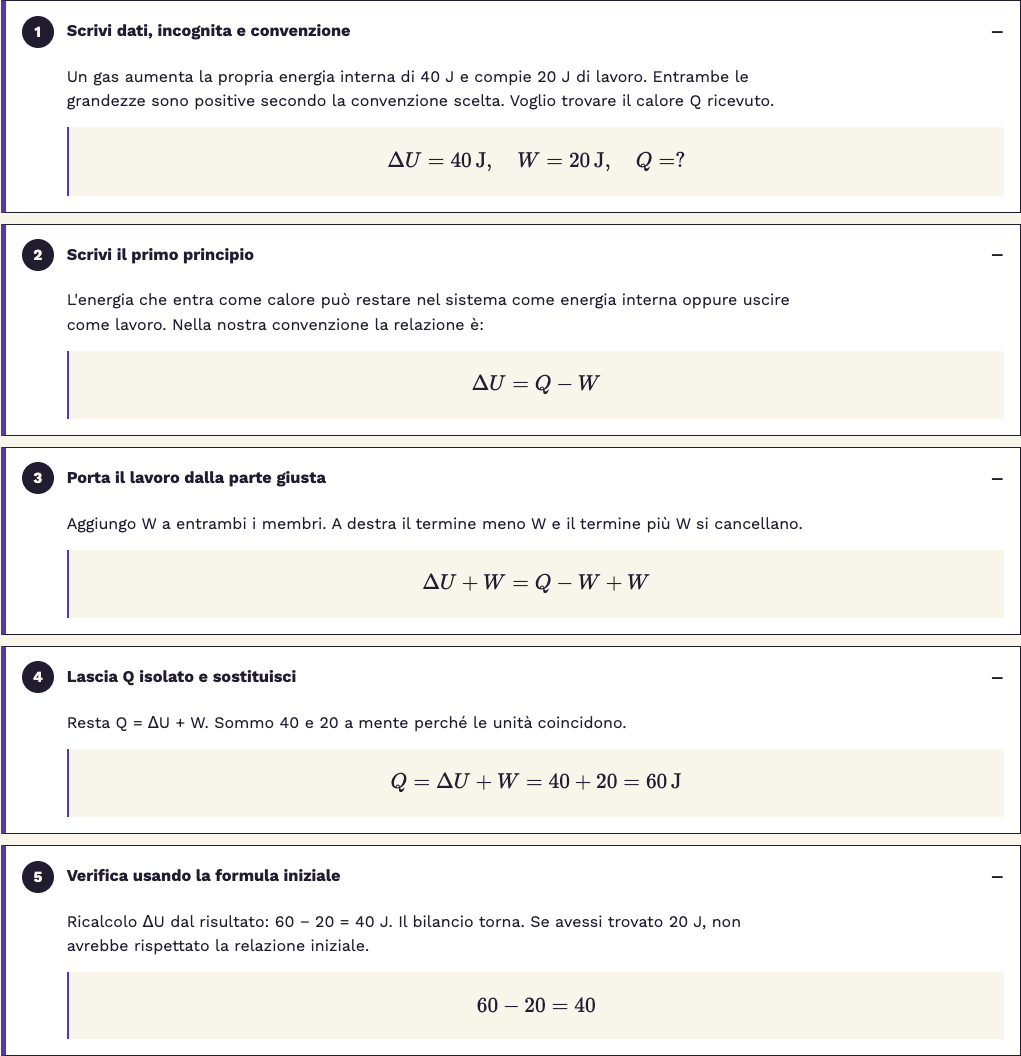 1 Scrivi dati, incognita e convenzione −
Un gas aumenta la propria energia interna di 40 J e compie 20 J di lavoro. Entrambe le
grandezze sono positive secondo la convenzione scelta. Voglio trovare il calore Q ricevuto.
ΔU = 40 J, W = 20 J, Q =?
2 Scrivi il primo principio −
L'energia che entra come calore può restare nel sistema come energia interna oppure uscire
come lavoro. Nella nostra convenzione la relazione è:
ΔU = Q − W
3 Porta il lavoro dalla parte giusta −
Aggiungo W a entrambi i membri. A destra il termine meno W e il termine più W si cancellano.
ΔU + W = Q − W + W
4 Lascia Q isolato e sostituisci −
Resta Q = ΔU + W. Sommo 40 e 20 a mente perché le unità coincidono.
Q = ΔU + W = 40 + 20 = 60 J
5 Verifica usando la formula iniziale −
Ricalcolo ΔU dal risultato: 60 − 20 = 40 J. Il bilancio torna. Se avessi trovato 20 J, non
avrebbe rispettato la relazione iniziale.
60 − 20 = 40